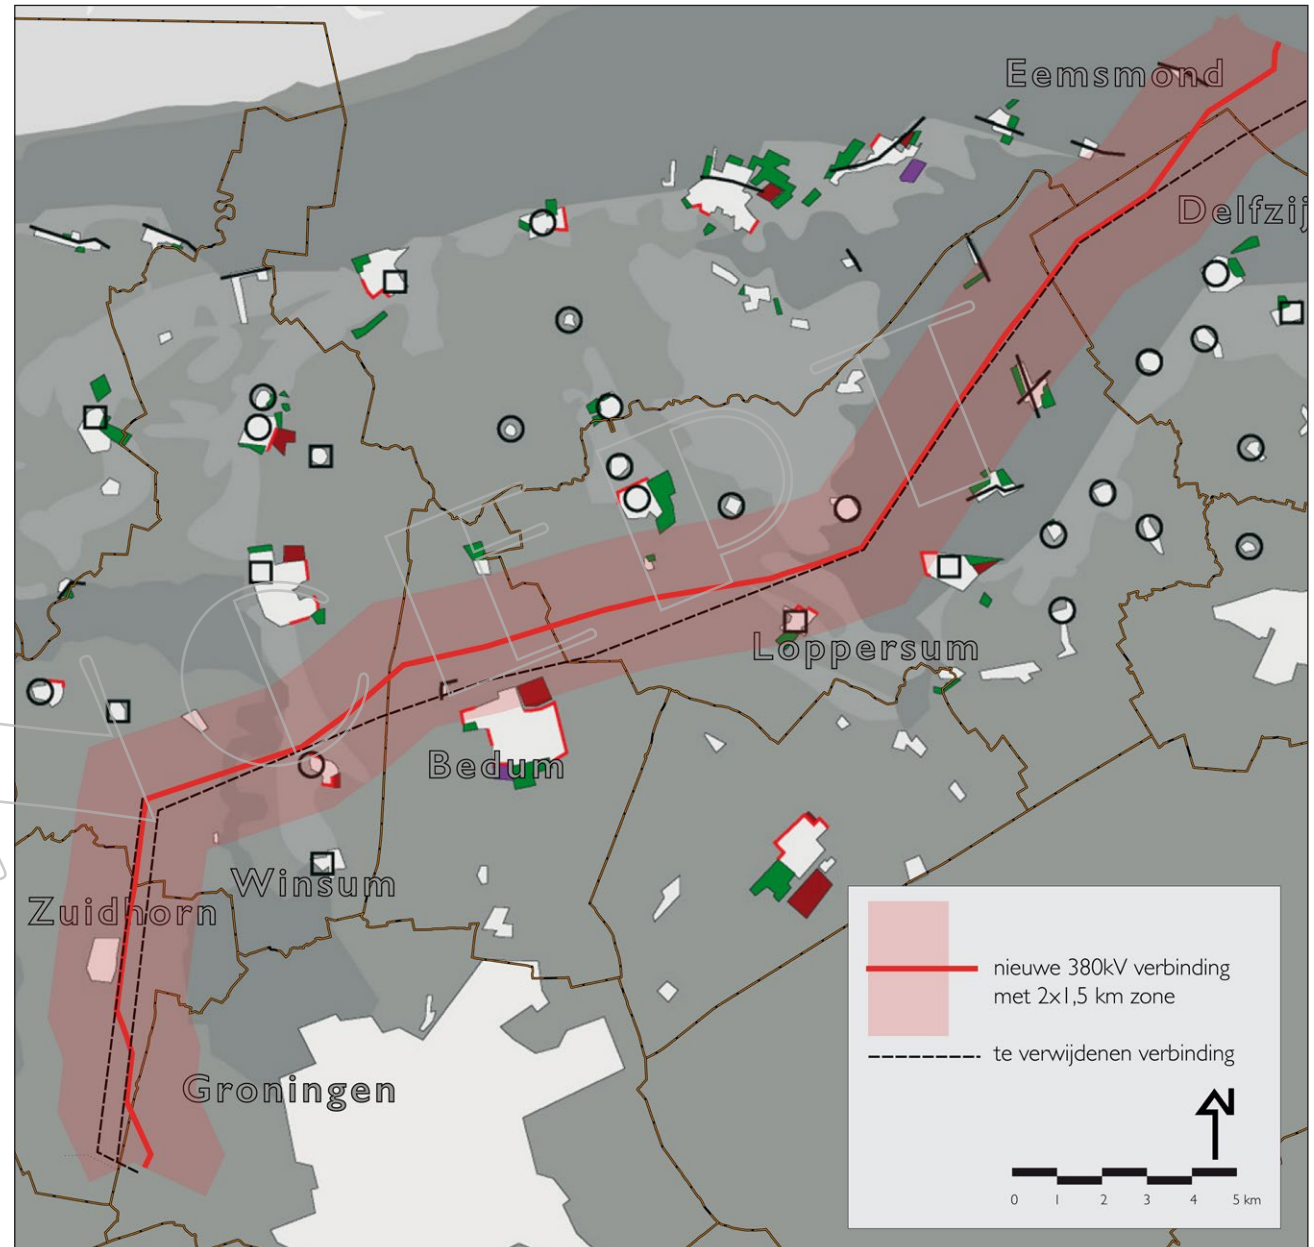 Eemsmond
Delfzij
Loppersum
Bedum
Winsum
Zuidhorn
Groningen
nieuwe 380kV verbinding
met 2x1,5 km zone
te verwijdenen verbinding
N
0 1 2 3 4 5 km